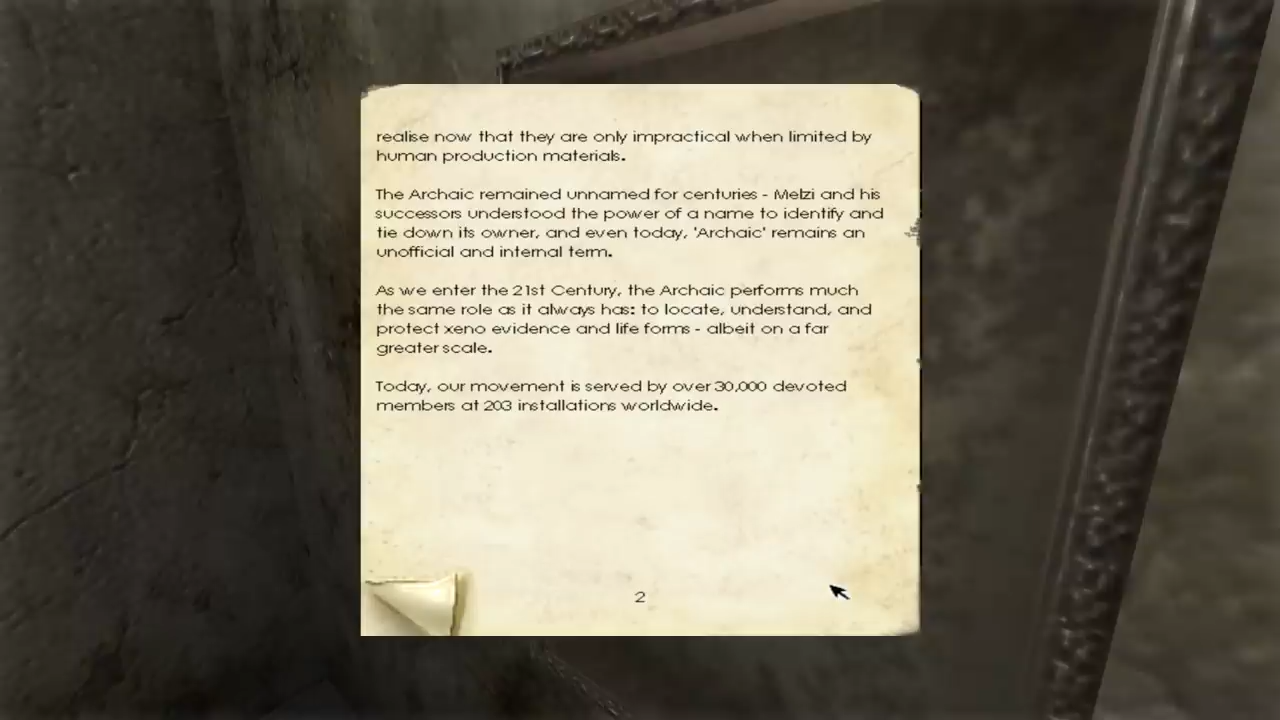 realise now that they are only impractical when limited by
human production materials.
The Archaic remained unnamed for centuries - Melzi and his
successors understood the power of a name to identify and
tie down its owner, and even today, 'Archaic' remains an
unofficial and internal term.
As we enter the 21st Century, the Archaic performs much
the same role as it always has: to locate, understand, and
protect xeno evidence and life forms - albeit on a far
greater scale.
Today, our movement is served by over 30,000 devoted
members at 203 installations worldwide.
2